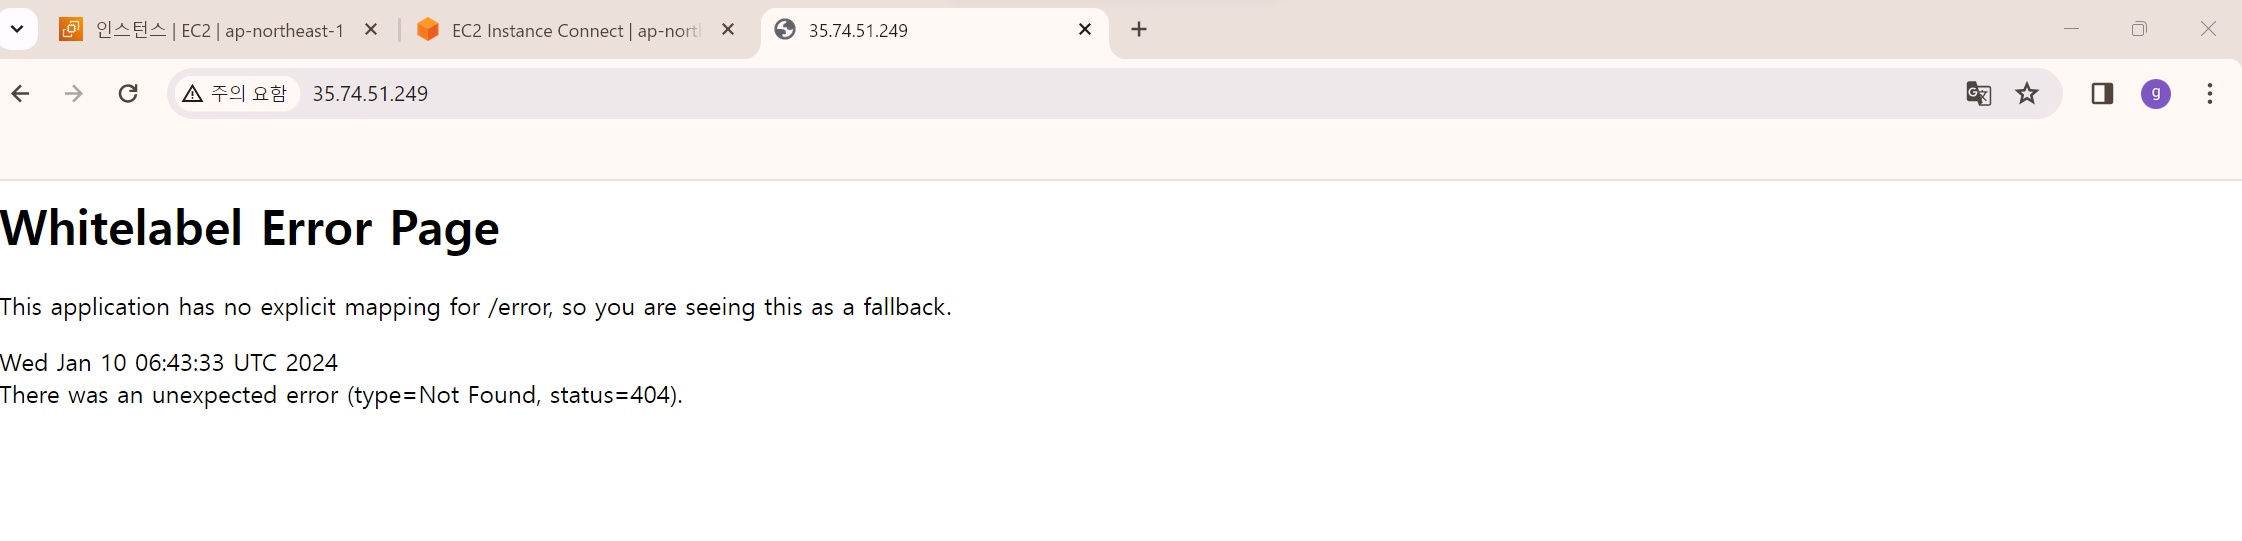 인스턴스 | EC2 | ap-northeast-1
EC2 Instance Connect | ap-nort
35.74.51.249
주의 요함
35.74.51.249
g
Whitelabel Error Page
This application has no explicit mapping for /error, so you are seeing this as a fallback.
Wed Jan 10 06:43:33 UTC 2024
There was an unexpected error (type=Not Found, status=404).